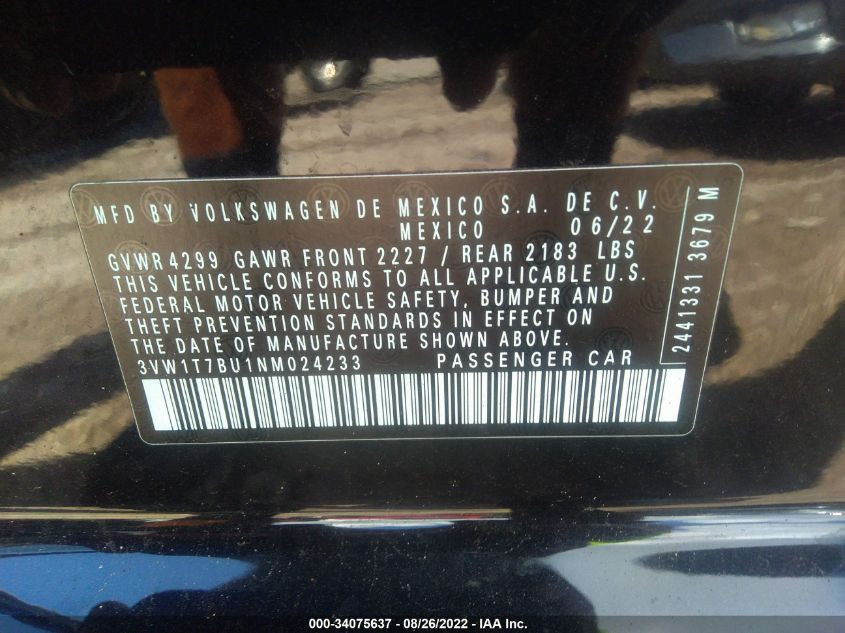 MFD BY VOLKSWAGEN DE MEXICO S.A. DE C.V.
MEXICO 06/22
GVWR 4299 GAWR FRONT 2227 / REAR 2183 LBS
THIS VEHICLE CONFORMS TO ALL APPLICABLE U.S.
FEDERAL MOTOR VEHICLE SAFETY, BUMPER AND
THEFT PREVENTION STANDARDS IN EFFECT ON
THE DATE OF MANUFACTURE SHOWN ABOVE.
3VW1T7BU1NM024233 PASSENGER CAR
2441331 3679 M
000-34075637 - 08/26/2022 - IAA Inc.